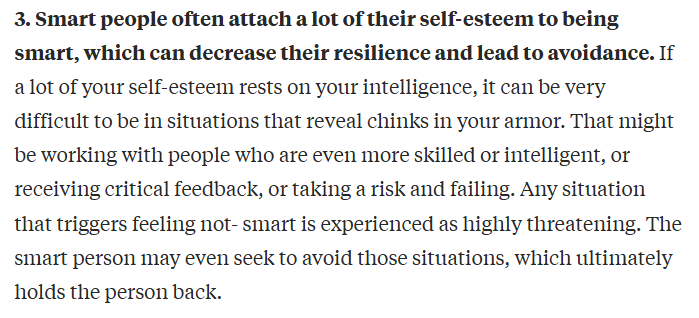 3. Smart people often attach a lot of their self-esteem to being
smart, which can decrease their resilience and lead to avoidance. If
a lot of your self-esteem rests on your intelligence, it can be very
difficult to be in situations that reveal chinks in your armor. That might
be working with people who are even more skilled or intelligent, or
receiving critical feedback, or taking a risk and failing. Any situation
that triggers feeling not- smart is experienced as highly threatening. The
smart person may even seek to avoid those situations, which ultimately
holds the person back.